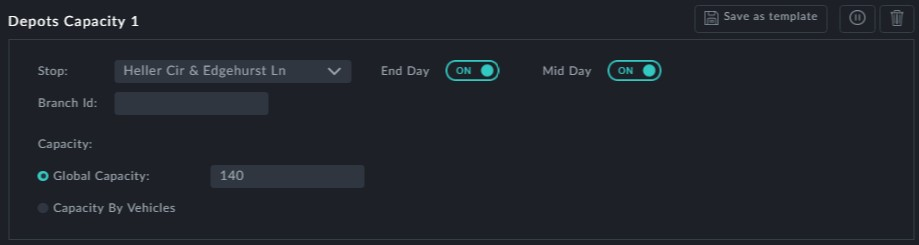 Depots Capacity 1
Save as template
Stop: Heller Cir & Edgehurst Ln End Day ON Mid Day ON
Branch Id:
Capacity:
Global Capacity: 140
Capacity By Vehicles